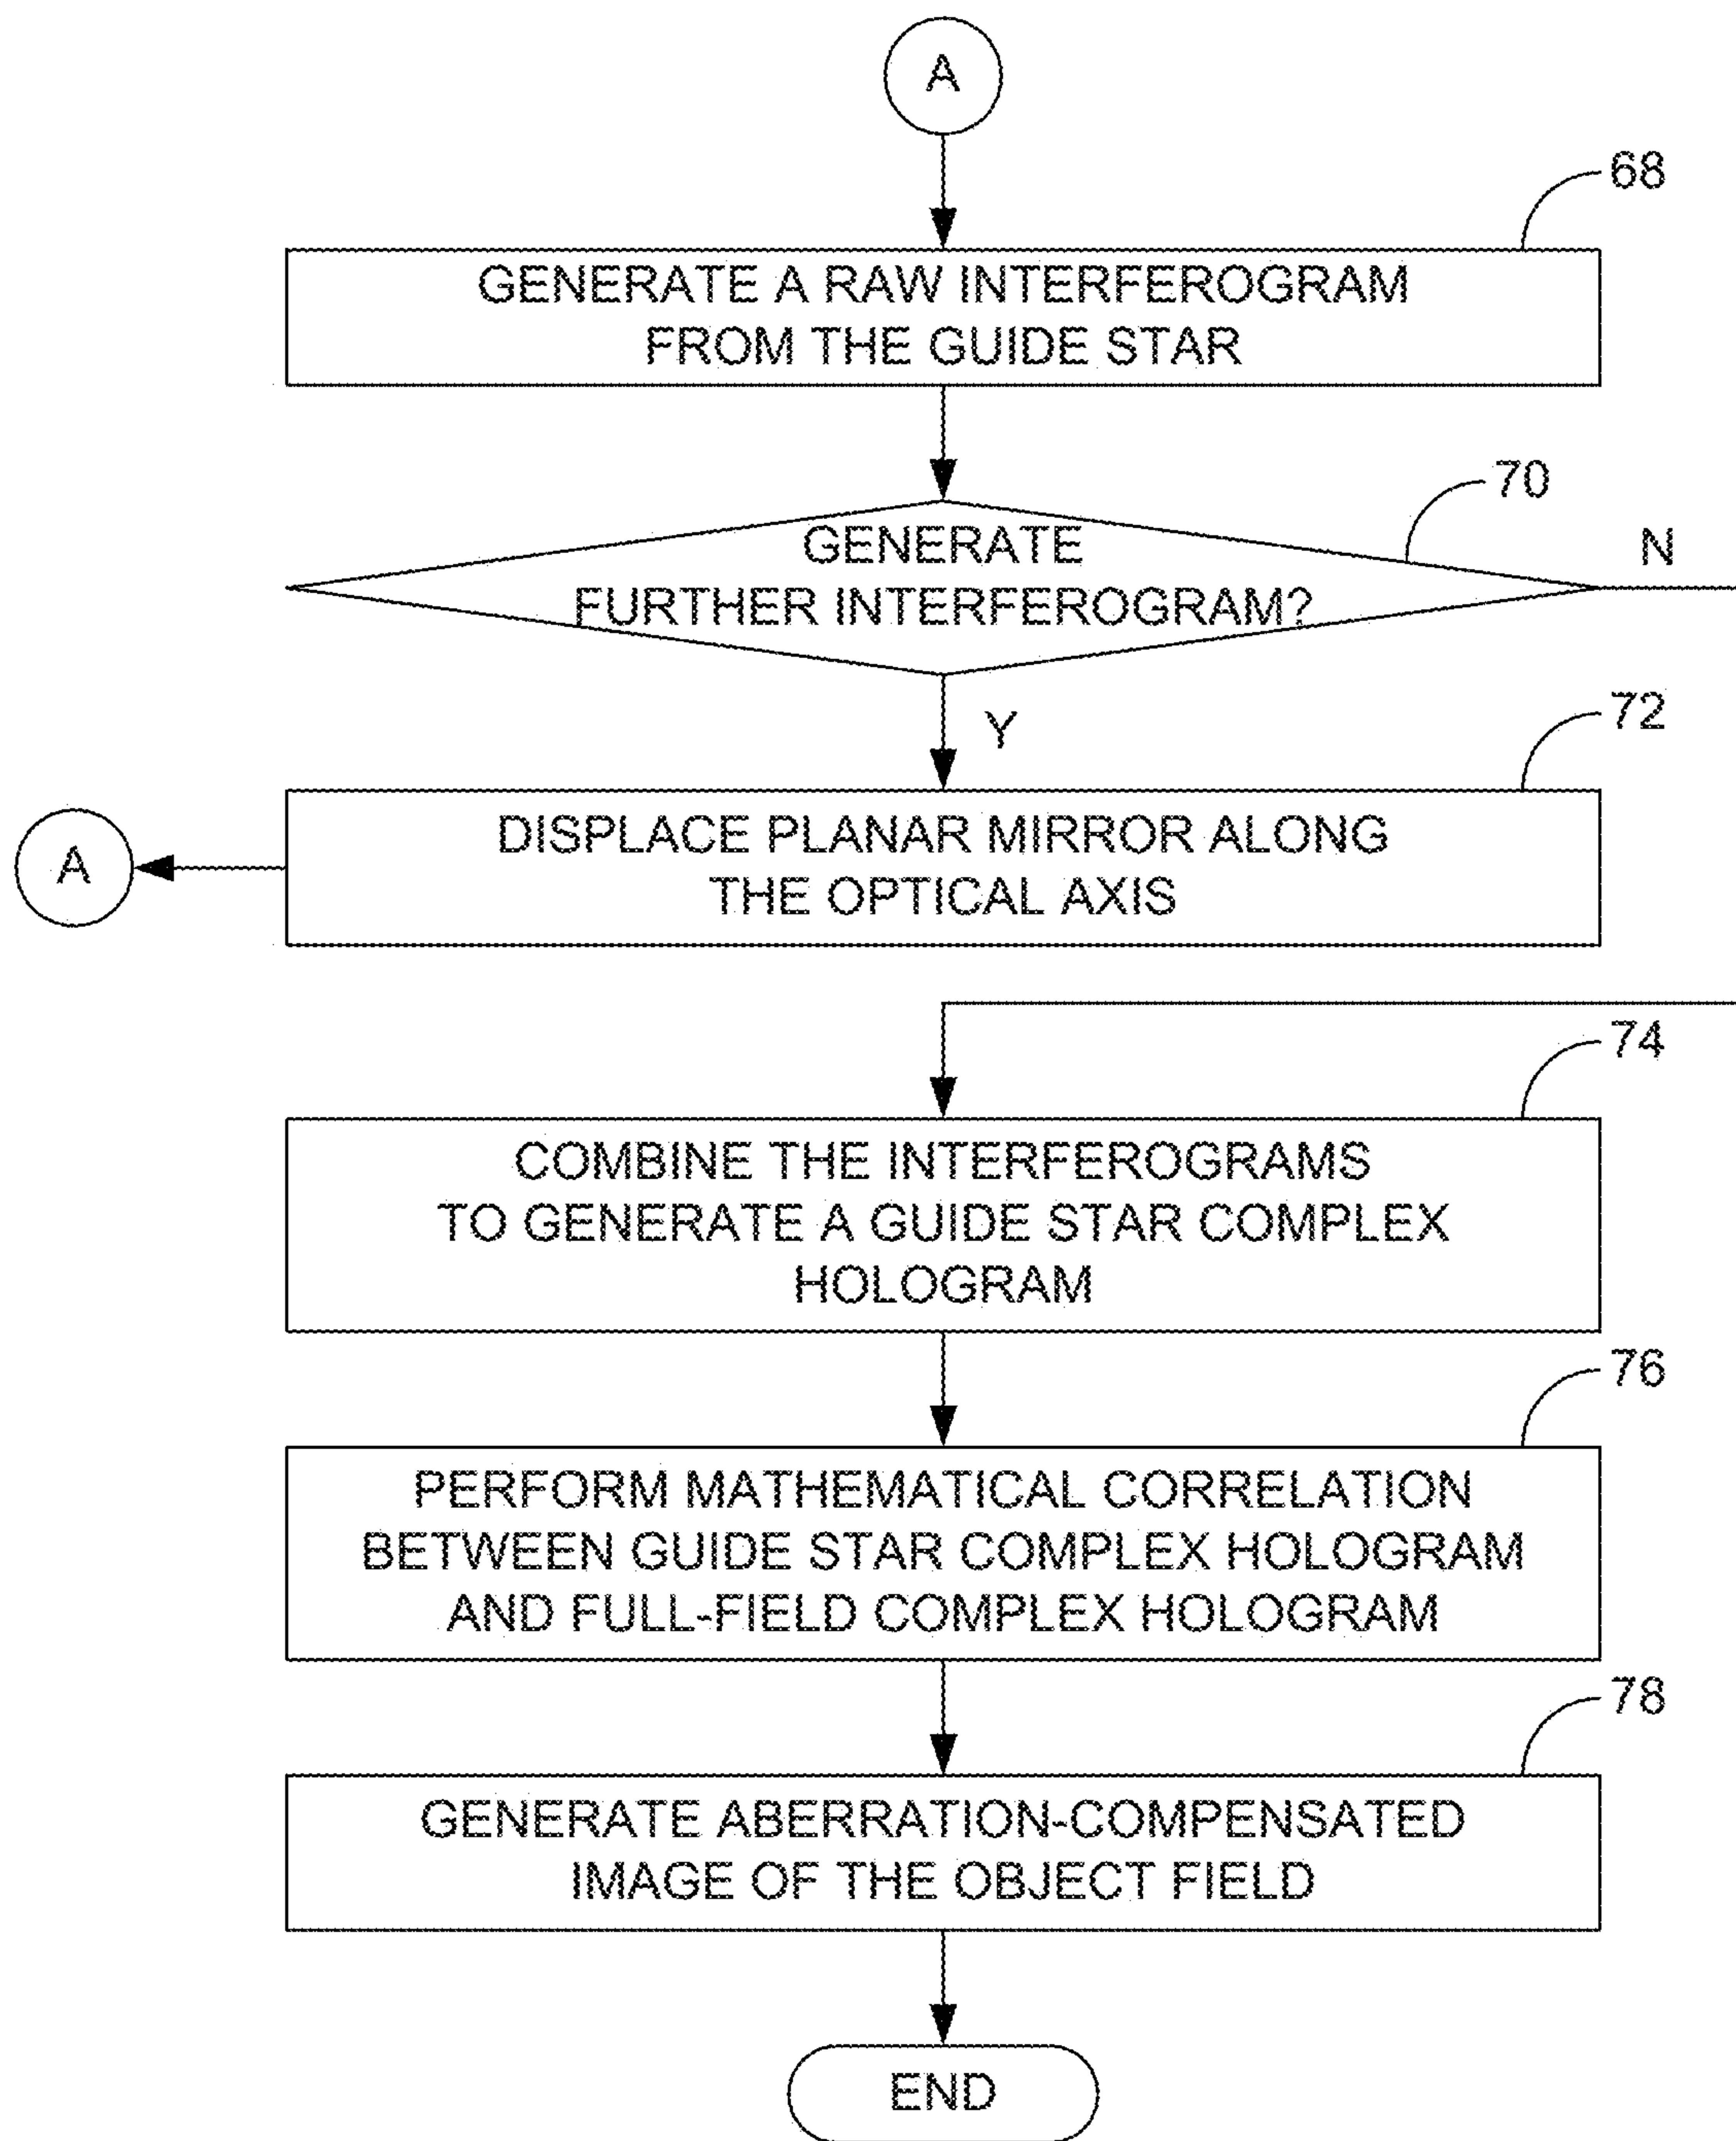 A
68
GENERATE A RAW INTERFEROGRAM
FROM THE GUIDE STAR
70
GENERATE
FURTHER INTERFEROGRAM?
N
Y
72
DISPLACE PLANAR MIRROR ALONG
THE OPTICAL AXIS
A
74
COMBINE THE INTERFEROGRAMS
TO GENERATE A GUIDE STAR COMPLEX
HOLOGRAM
76
PERFORM MATHEMATICAL CORRELATION
BETWEEN GUIDE STAR COMPLEX HOLOGRAM
AND FULL-FIELD COMPLEX HOLOGRAM
78
GENERATE ABERRATION-COMPENSATED
IMAGE OF THE OBJECT FIELD
END